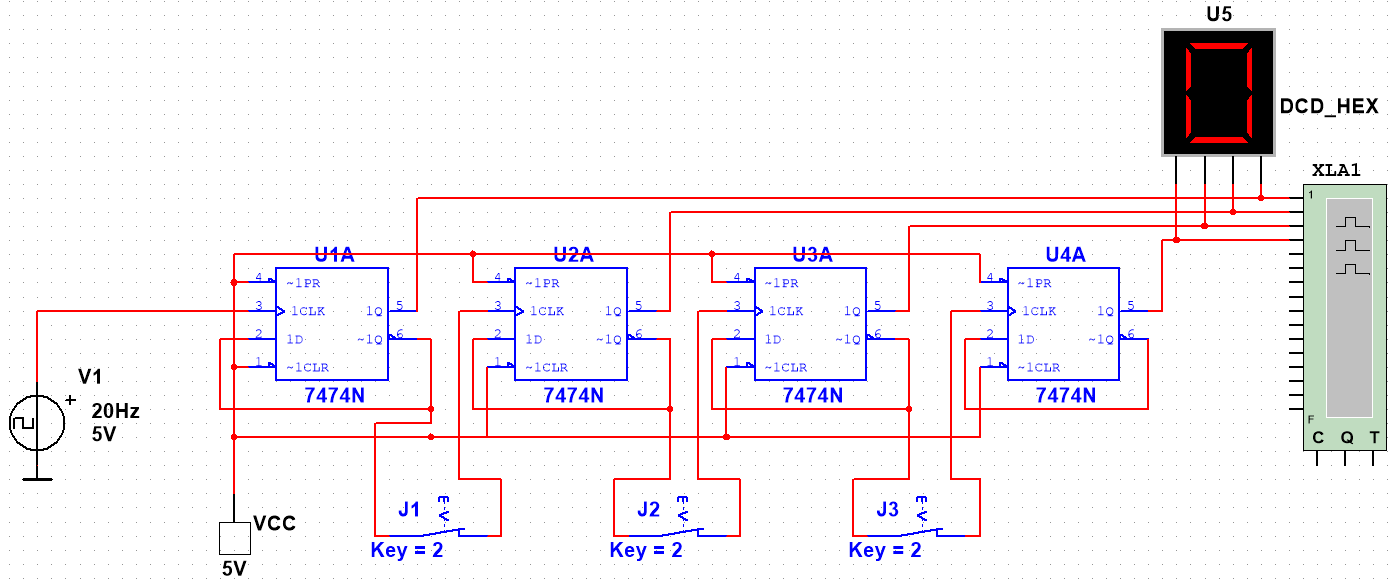 U5
DCD_HEX
XLA1
1
U1A U2A U3A U4A
4 ~1PR 4 ~1PR 4 ~1PR 4 ~1PR
3 1CLK 1Q 5 3 1CLK 1Q 5 3 1CLK 1Q 5 3 1CLK 1Q 5
2 1D ~1Q 6 2 1D ~1Q 6 2 1D ~1Q 6 2 1D ~1Q 6
1 ~1CLR 1 ~1CLR 1 ~1CLR 1 ~1CLR
7474N 7474N 7474N 7474N
V1
+
20Hz
5V
F
C Q T
J1 J2 J3
VCC
Key = 2 Key = 2 Key = 2
5V
0